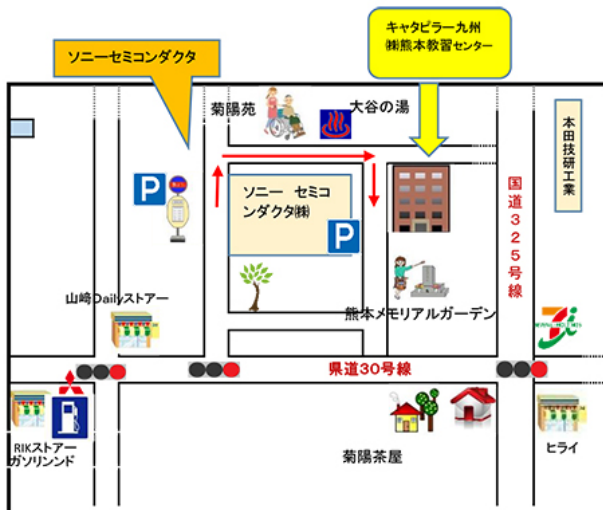 キャタピラー九州
㈱熊本教習センター
ソニーセミコンダクタ
菊陽苑
大谷の湯
本田技研工業
P
ソニー セミコ
ンダクタ㈱
P
国道325号線
山崎Dailyストアー
熊本メモリアルガーデン
県道30号線
RIKストアー
ガソリンンド
菊陽茶屋
ヒライ